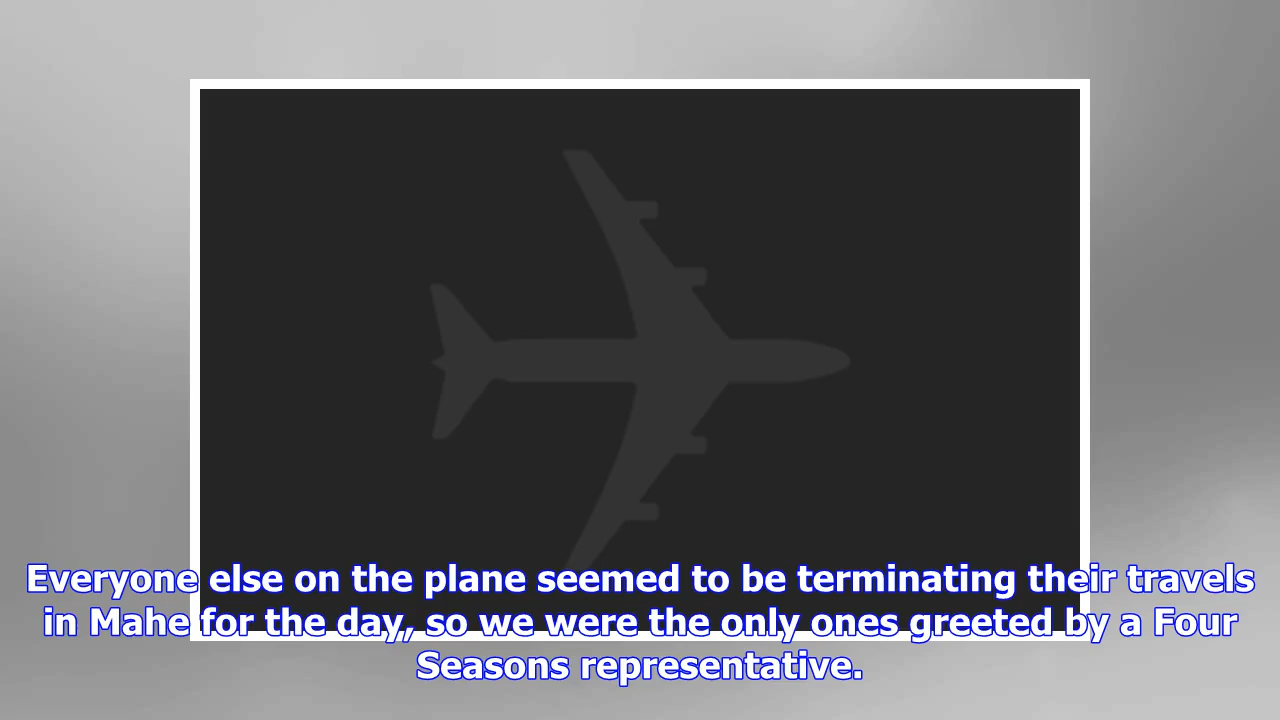 Everyone else on the plane seemed to be terminating their travels
in Mahe for the day, so we were the only ones greeted by a Four
Seasons representative.